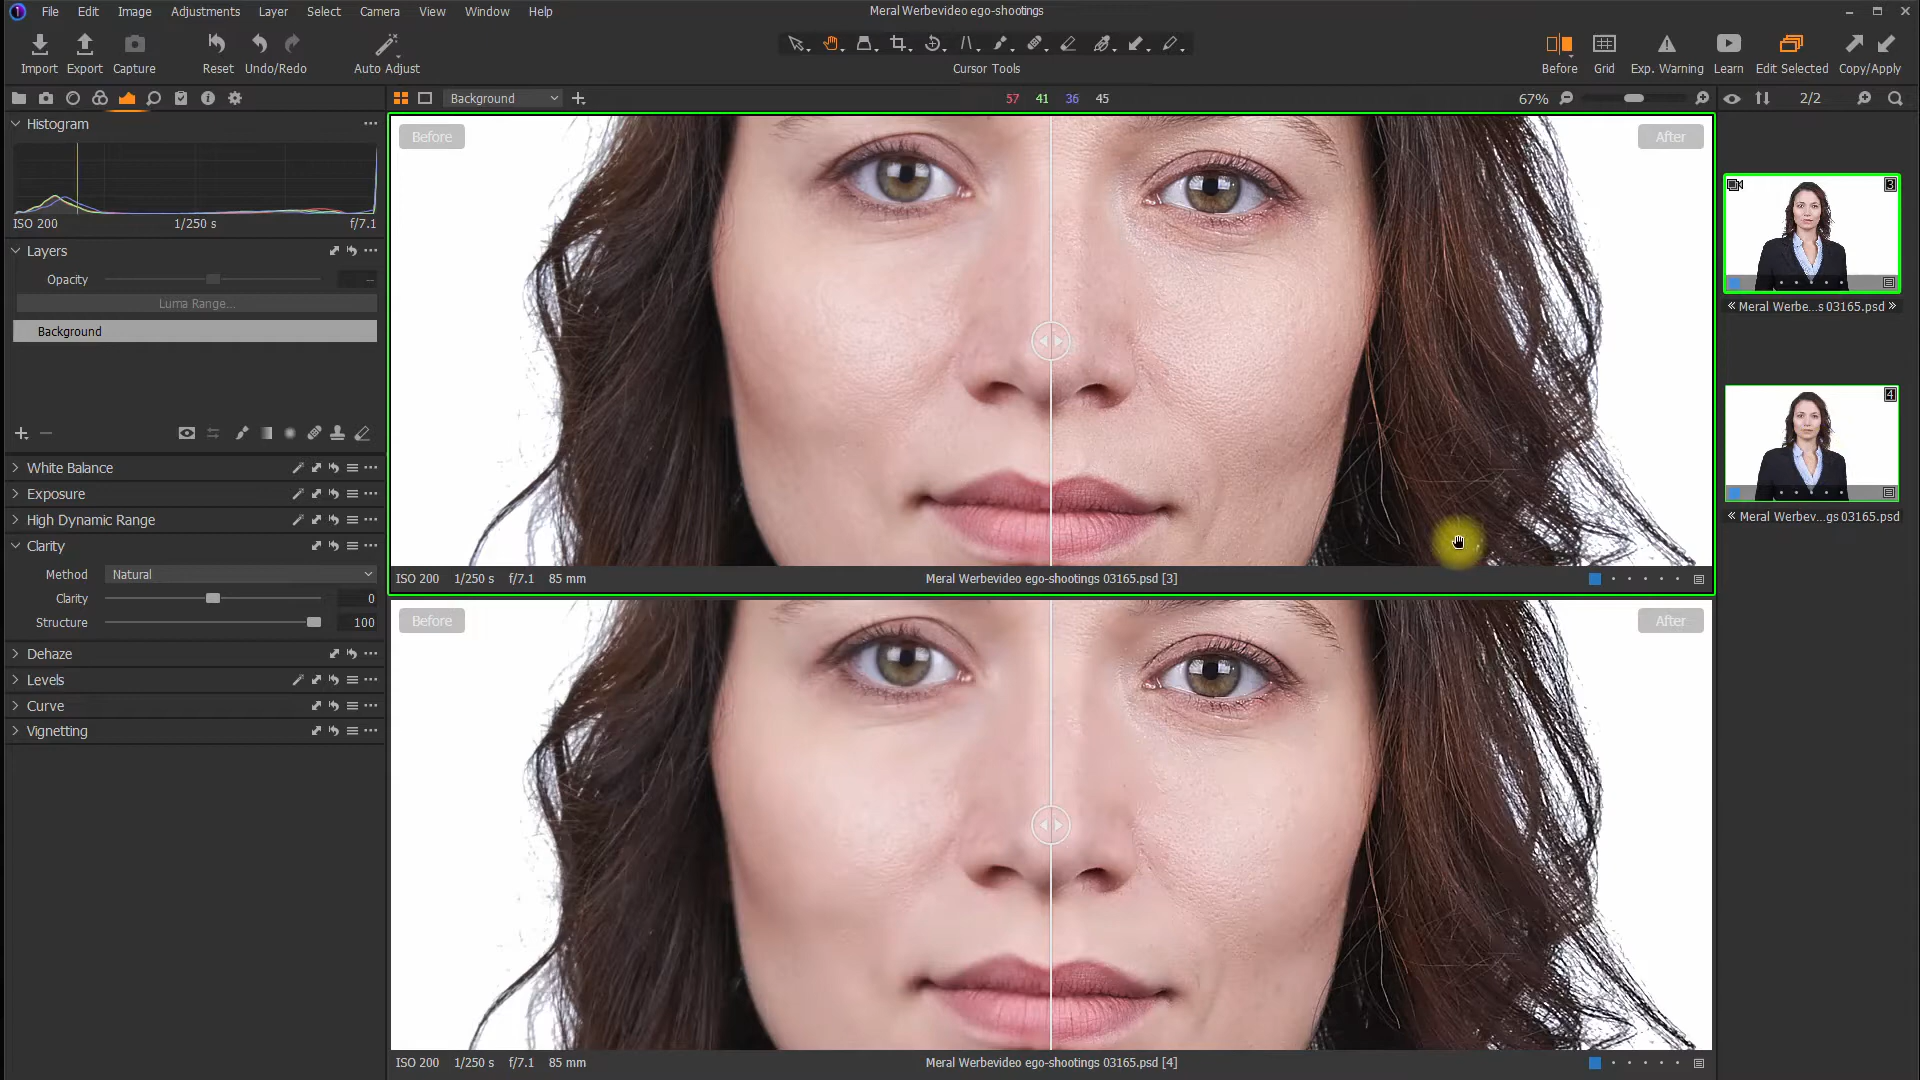 File Edit Image Adjustments Layer Select Camera View Window Help
Meral Werbevideo ego-shootings
Import Export Capture Reset Undo/Redo Auto Adjust
Cursor Tools
Before Grid Exp. Warning Learn Edit Selected Copy/Apply
Background
57 41 36 45
67%
2/2
Histogram
ISO 200 1/250 s f/7.1
Layers
Opacity --
Luma Range...
Background
White Balance
Exposure
High Dynamic Range
Clarity
Method Natural
Clarity 0
Structure 100
Dehaze
Levels
Curve
Vignetting
Before After
ISO 200 1/250 s f/7.1 85 mm Meral Werbevideo ego-shootings 03165.psd [3]
Before After
ISO 200 1/250 s f/7.1 85 mm Meral Werbevideo ego-shootings 03165.psd [4]
3
« Meral Werbe...s 03165.psd »
4
« Meral Werbev...gs 03165.psd